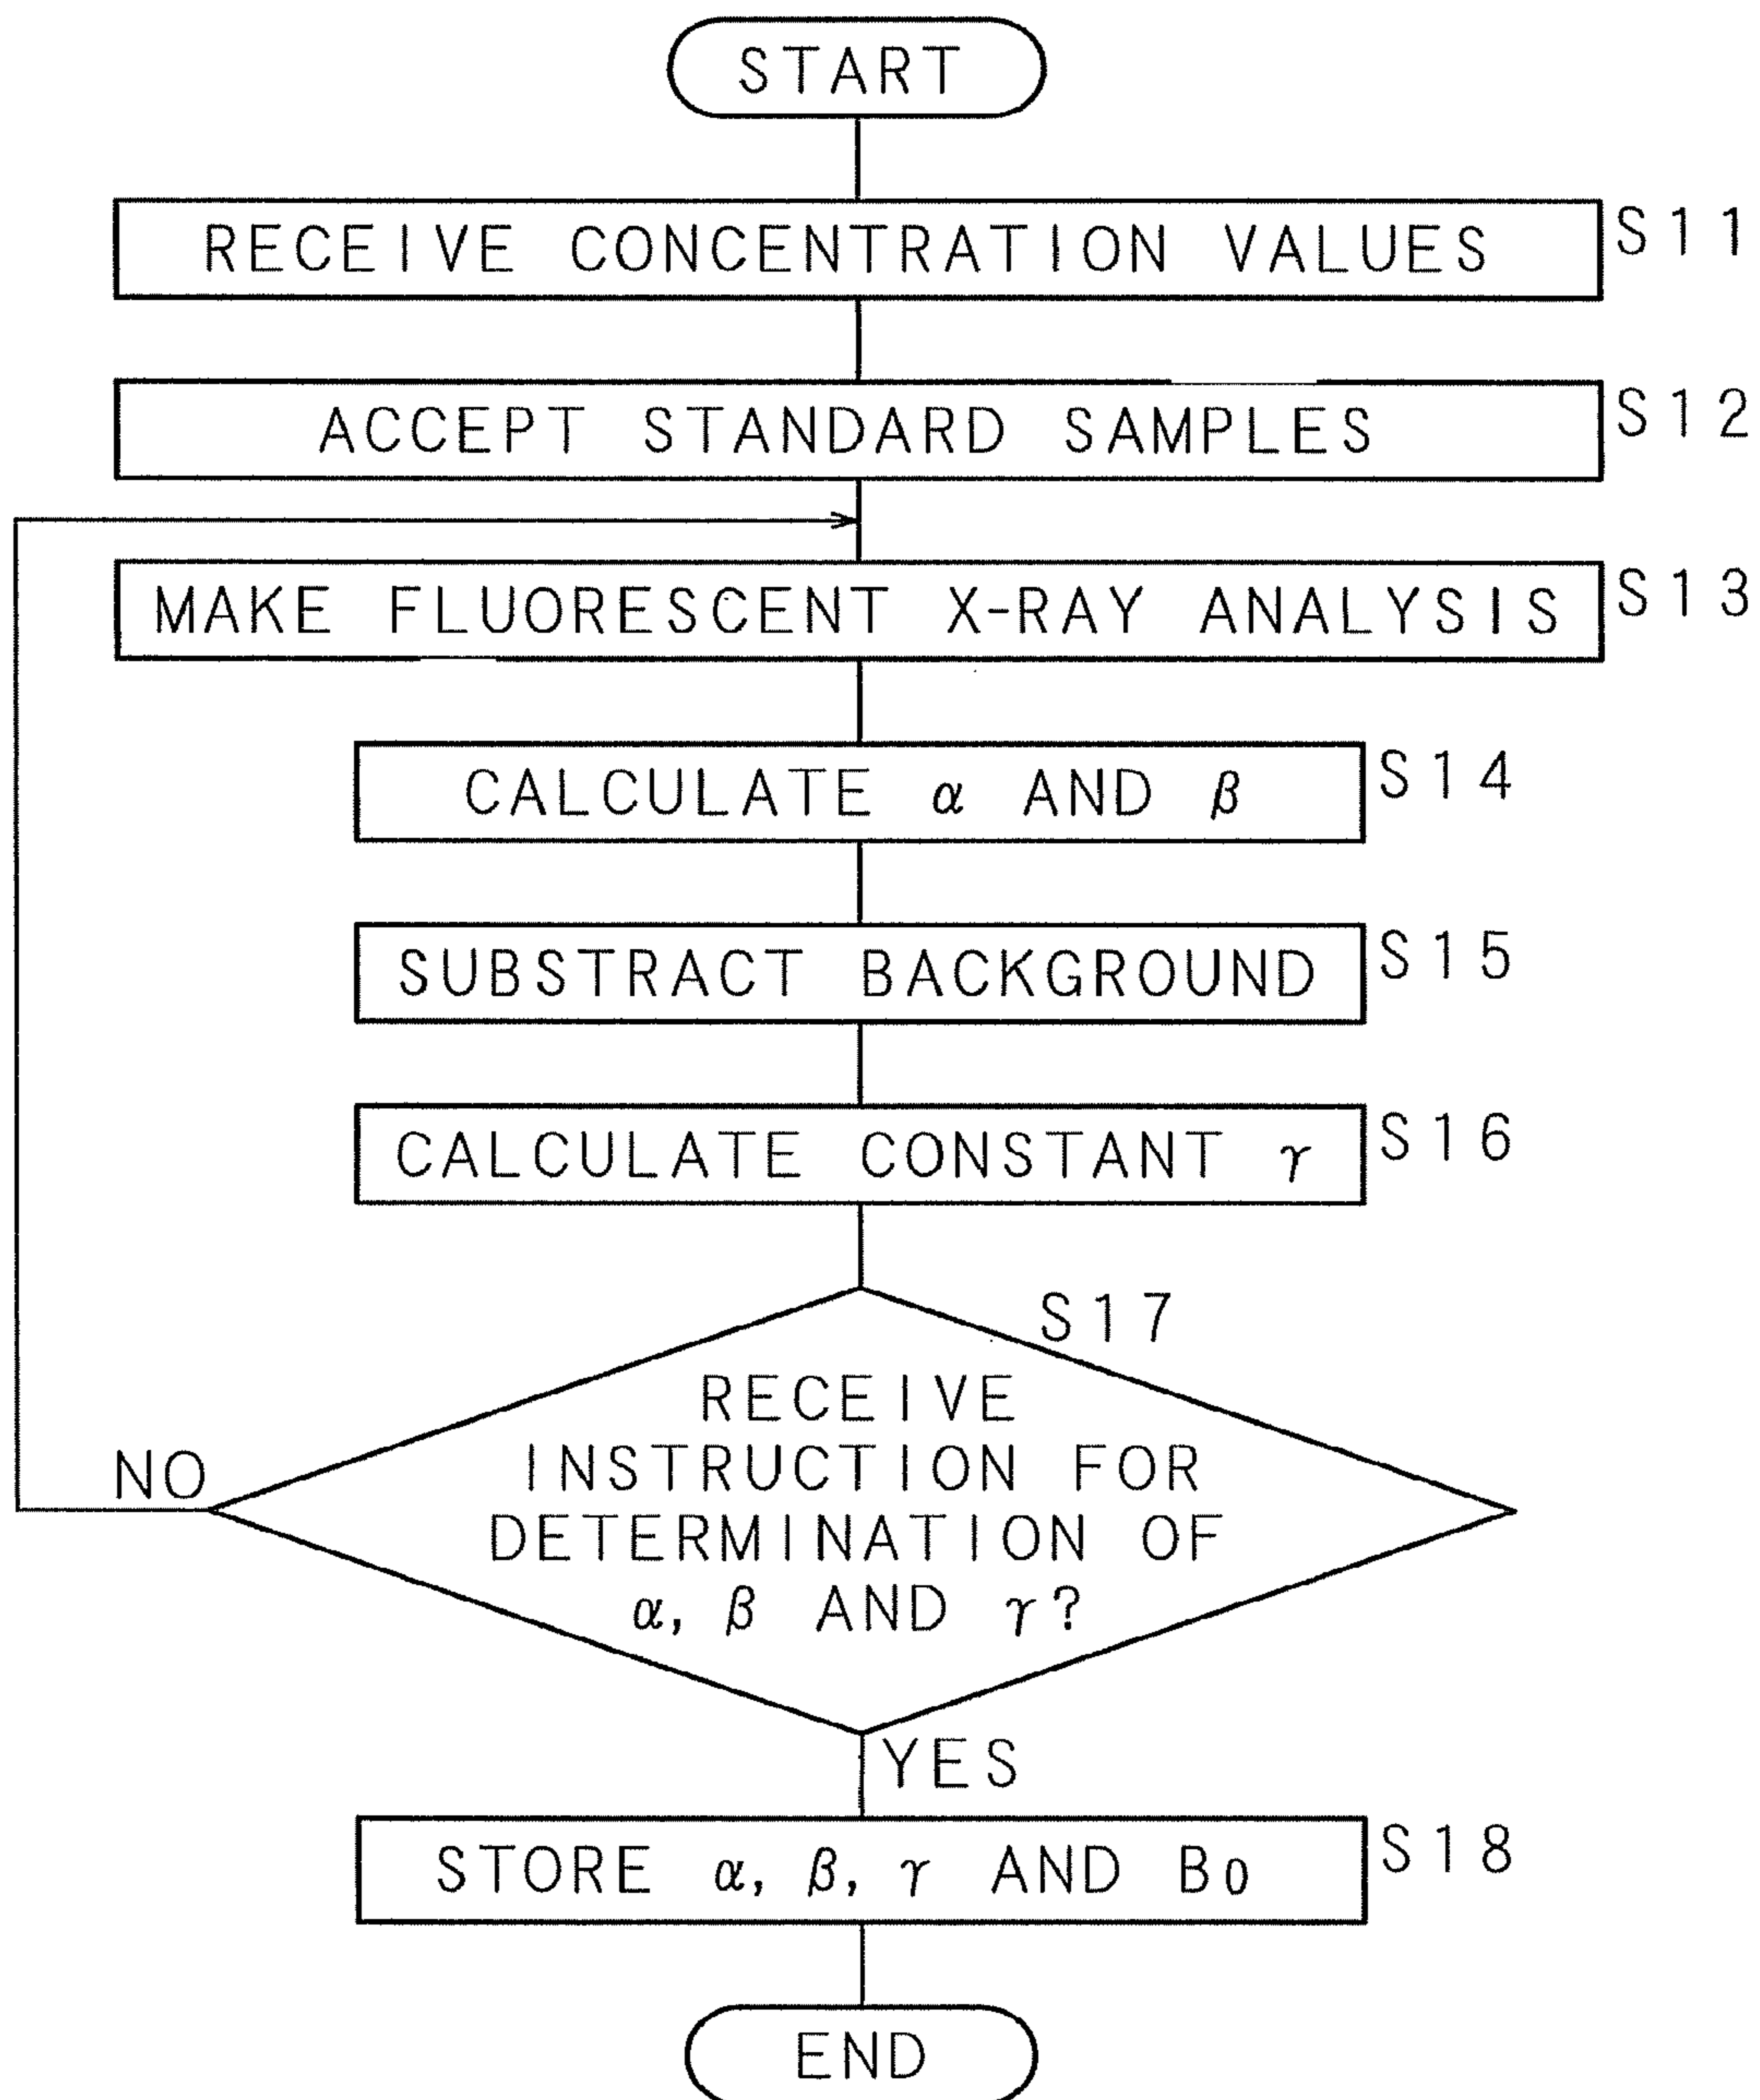 START
RECEIVE CONCENTRATION VALUES S11
ACCEPT STANDARD SAMPLES S12
MAKE FLUORESCENT X-RAY ANALYSIS S13
CALCULATE α AND β S14
SUBSTRACT BACKGROUND S15
CALCULATE CONSTANT γ S16
S17
RECEIVE
INSTRUCTION FOR
DETERMINATION OF
α, β AND γ?
NO
YES
STORE α, β, γ AND B0 S18
END